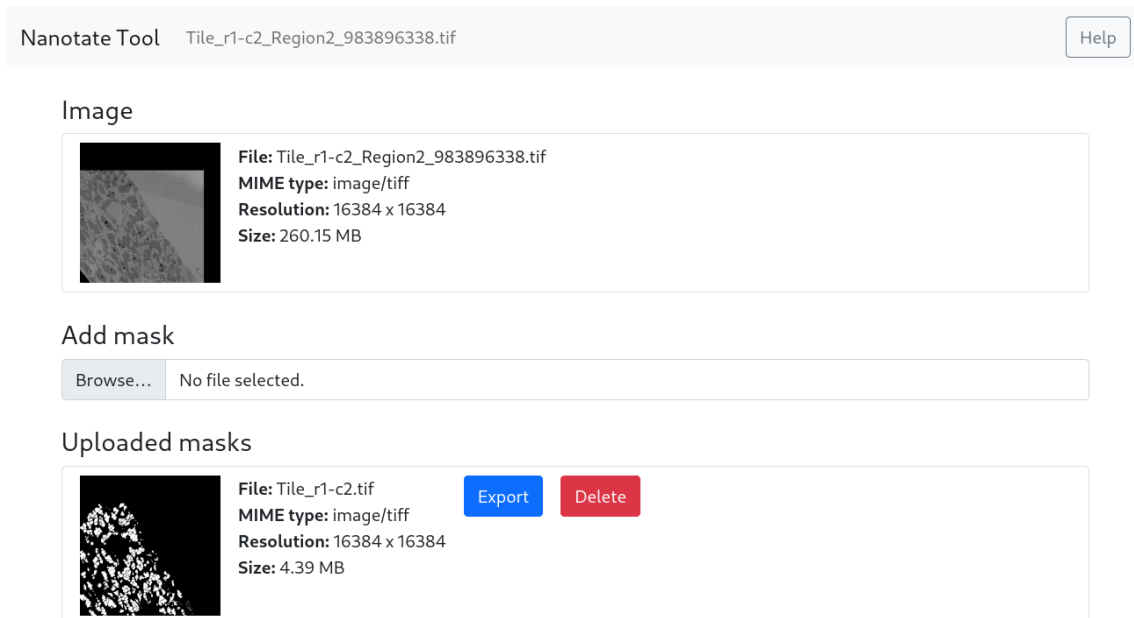 Nanotate Tool Tile_r1-c2_Region2_983896338.tif Help
Image
File: Tile_r1-c2_Region2_983896338.tif
MIME type: image/tiff
Resolution: 16384 x 16384
Size: 260.15 MB
Add mask
Browse... No file selected.
Uploaded masks
File: Tile_r1-c2.tif Export Delete
MIME type: image/tiff
Resolution: 16384 x 16384
Size: 4.39 MB